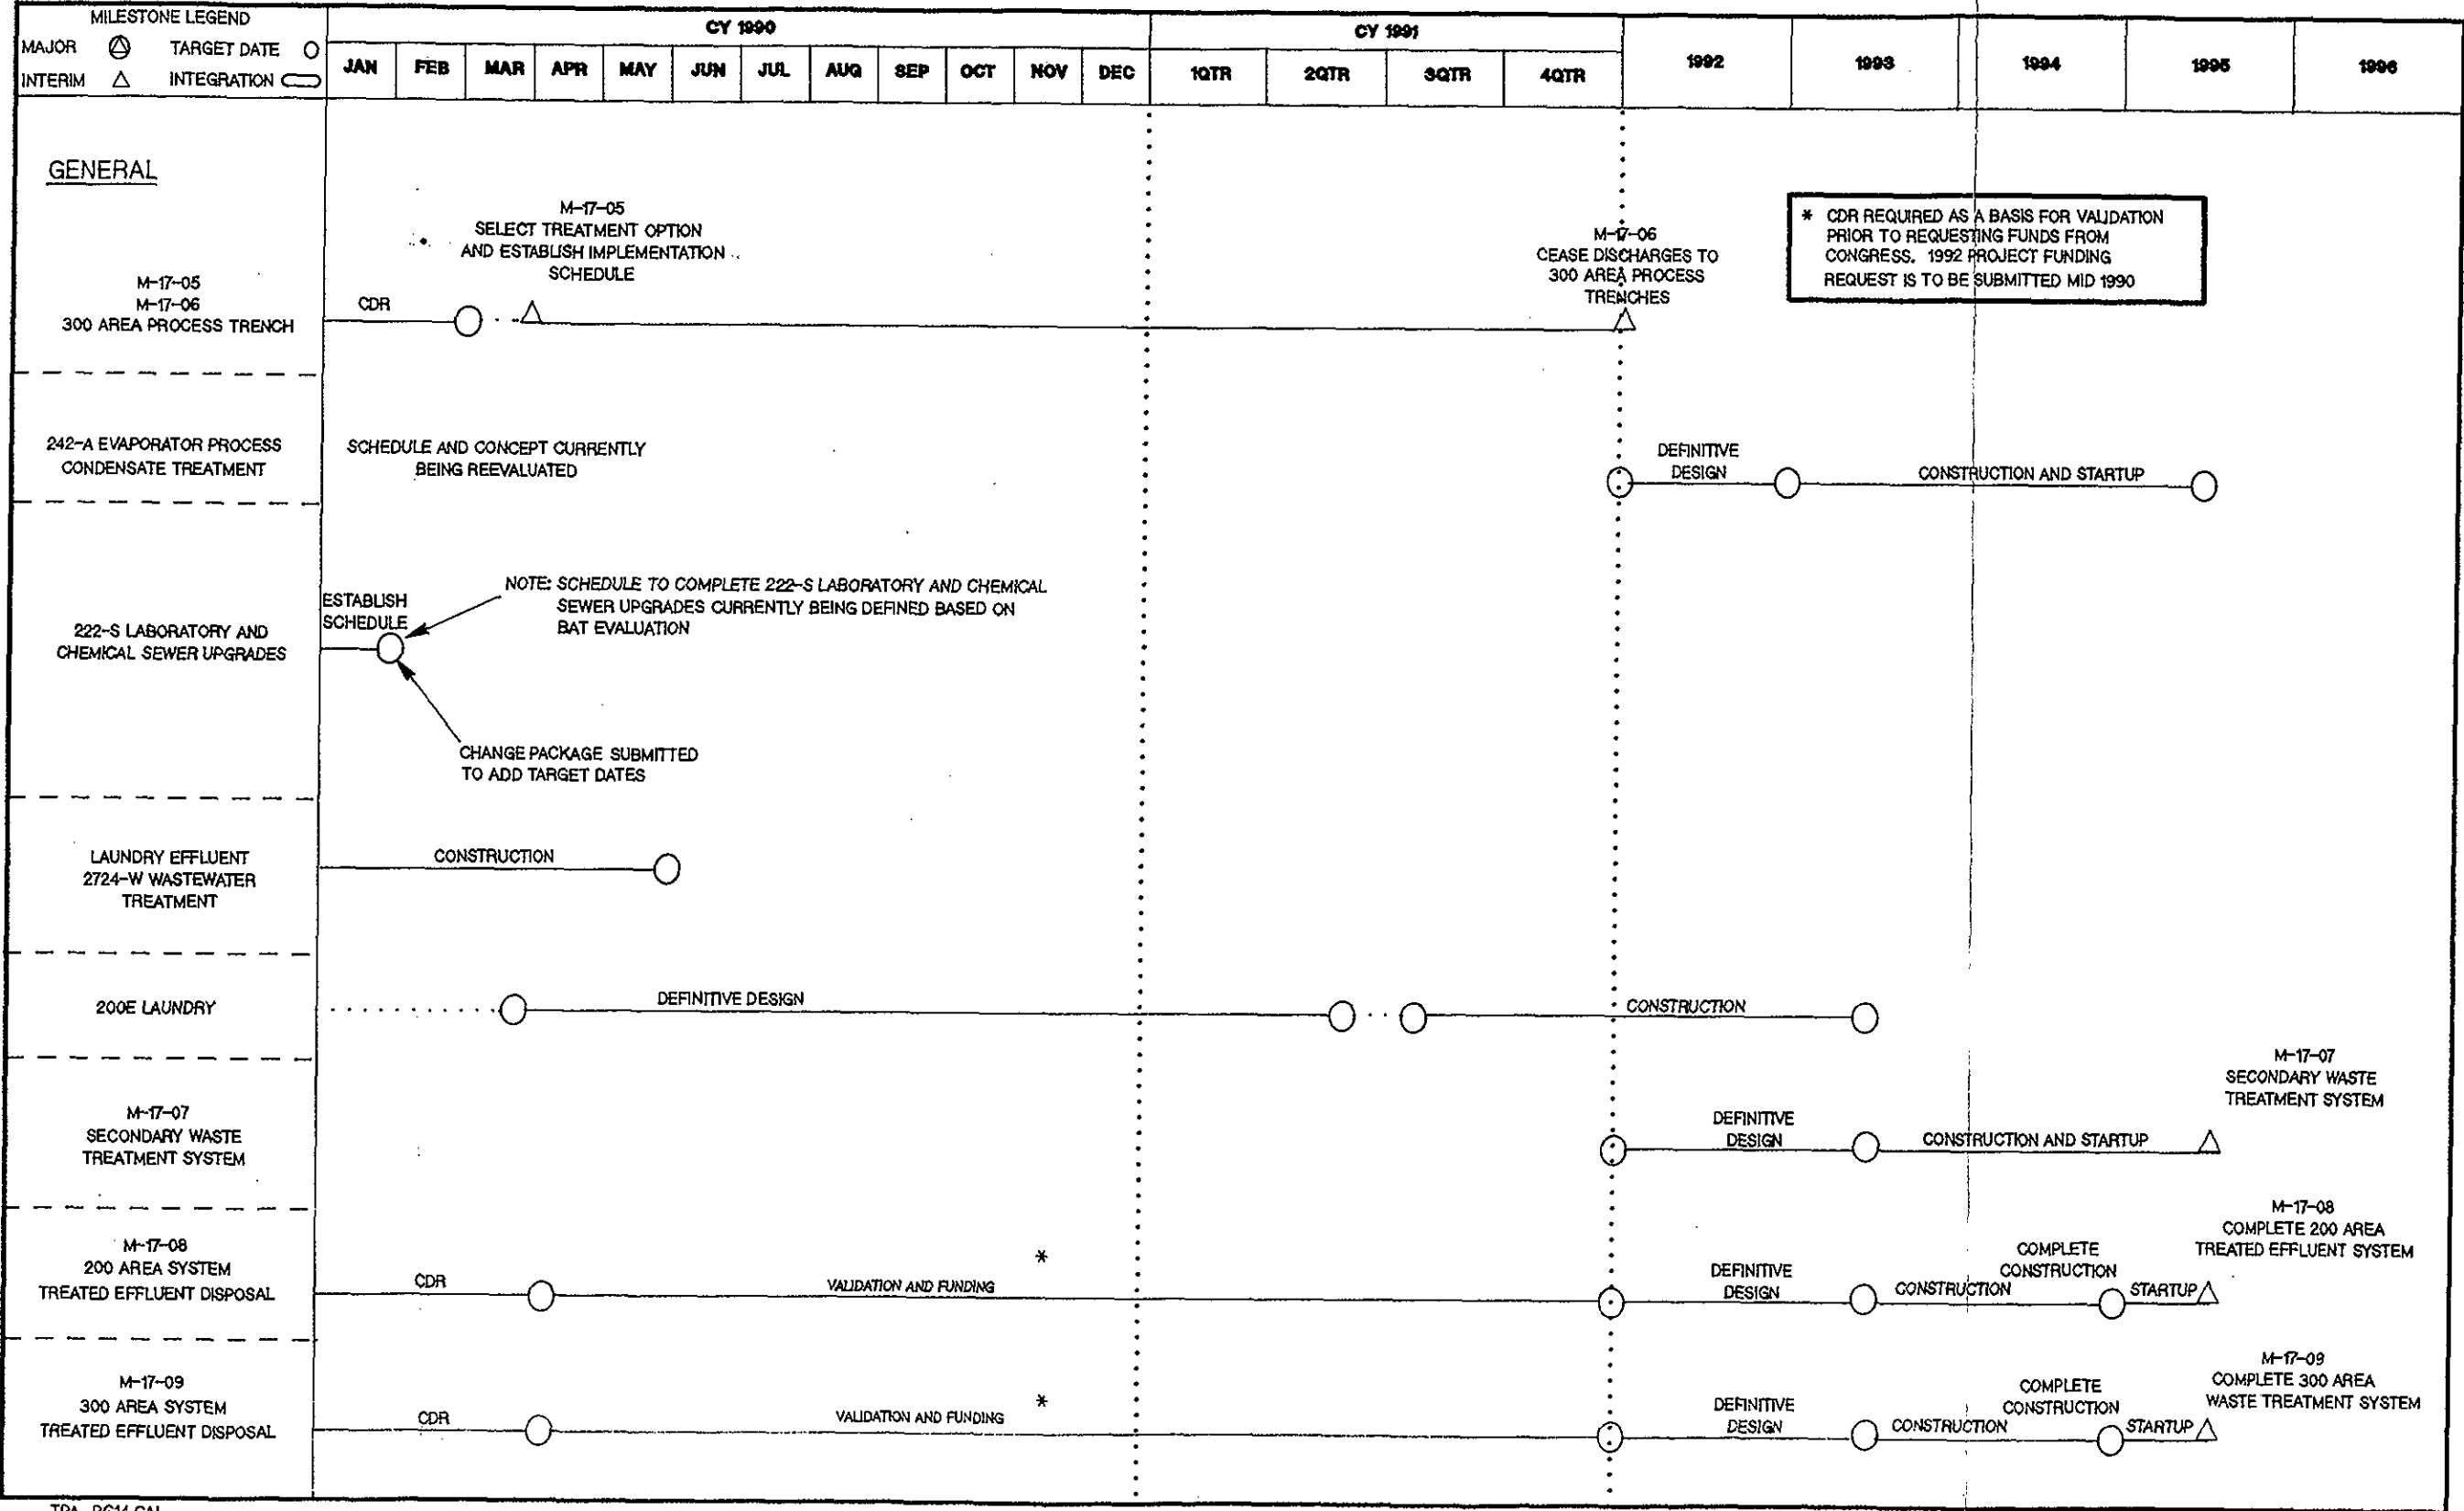 MILESTONE LEGEND
MAJOR TARGET DATE
INTERIM INTEGRATION
CY 1990
CY 1991
JAN FEB MAR APR MAY JUN JUL AUG SEP OCT NOV DEC 1QTR 2QTR 3QTR 4QTR 1992 1993 1994 1995 1996
GENERAL
M-17-05
M-17-06
300 AREA PROCESS TRENCH
CDR
M-17-05
SELECT TREATMENT OPTION
AND ESTABLISH IMPLEMENTATION
SCHEDULE
M-17-06
CEASE DISCHARGES TO
300 AREA PROCESS
TRENCHES
* CDR REQUIRED AS A BASIS FOR VALIDATION
PRIOR TO REQUESTING FUNDS FROM
CONGRESS. 1992 PROJECT FUNDING
REQUEST IS TO BE SUBMITTED MID 1990
242-A EVAPORATOR PROCESS
CONDENSATE TREATMENT
SCHEDULE AND CONCEPT CURRENTLY
BEING REEVALUATED
DEFINITIVE
DESIGN
CONSTRUCTION AND STARTUP
222-S LABORATORY AND
CHEMICAL SEWER UPGRADES
ESTABLISH
SCHEDULE
NOTE: SCHEDULE TO COMPLETE 222-S LABORATORY AND CHEMICAL
SEWER UPGRADES CURRENTLY BEING DEFINED BASED ON
BAT EVALUATION
CHANGE PACKAGE SUBMITTED
TO ADD TARGET DATES
LAUNDRY EFFLUENT
2724-W WASTEWATER
TREATMENT
CONSTRUCTION
200E LAUNDRY
DEFINITIVE DESIGN
CONSTRUCTION
M-17-07
SECONDARY WASTE
TREATMENT SYSTEM
DEFINITIVE
DESIGN
CONSTRUCTION AND STARTUP
M-17-07
SECONDARY WASTE
TREATMENT SYSTEM
M-17-08
200 AREA SYSTEM
TREATED EFFLUENT DISPOSAL
CDR
VALIDATION AND FUNDING
*
DEFINITIVE
DESIGN
CONSTRUCTION
COMPLETE
CONSTRUCTION
STARTUP
M-17-08
COMPLETE 200 AREA
TREATED EFFLUENT SYSTEM
M-17-09
300 AREA SYSTEM
TREATED EFFLUENT DISPOSAL
CDR
VALIDATION AND FUNDING
*
DEFINITIVE
DESIGN
CONSTRUCTION
COMPLETE
CONSTRUCTION
STARTUP
M-17-09
COMPLETE 300 AREA
WASTE TREATMENT SYSTEM